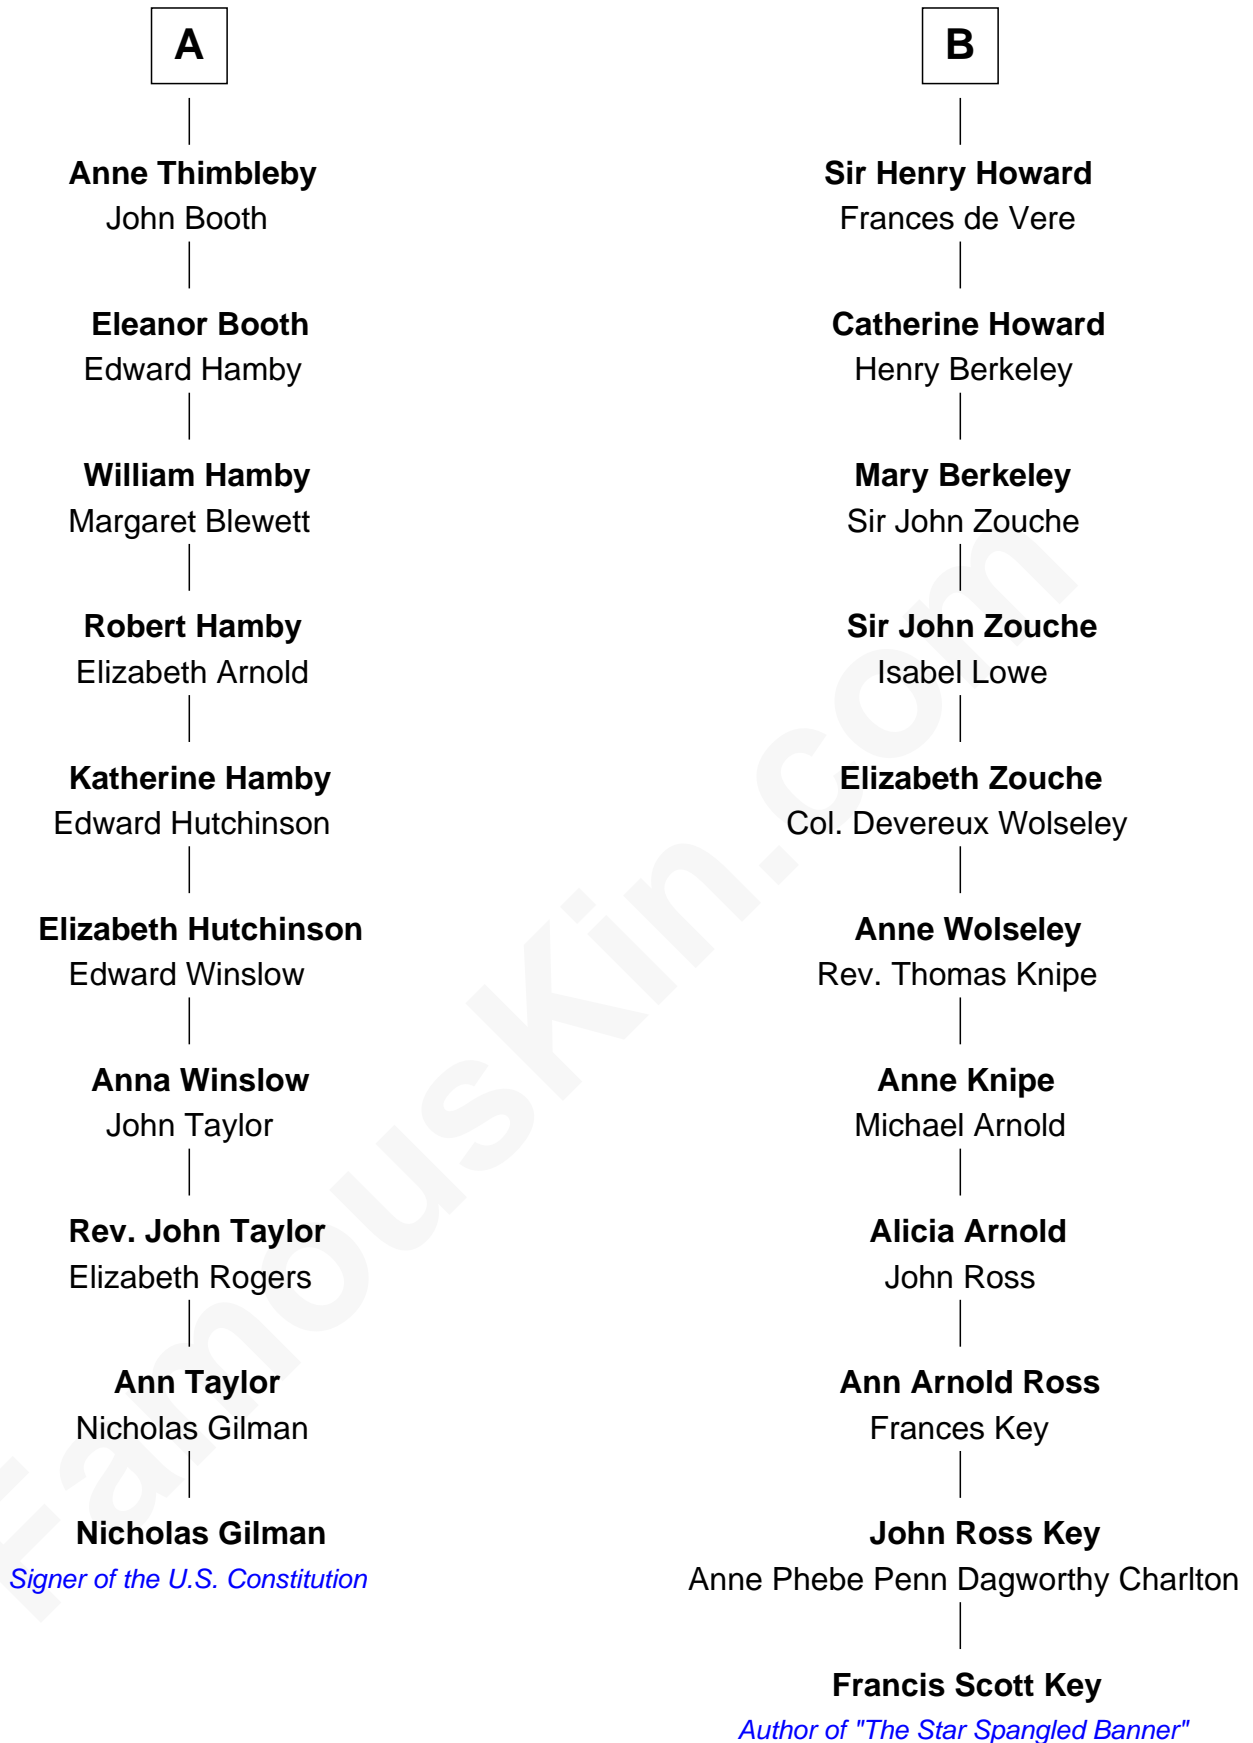 A
Anne Thimbleby
John Booth
Eleanor Booth
Edward Hamby
William Hamby
Margaret Blewett
Robert Hamby
Elizabeth Arnold
Katherine Hamby
Edward Hutchinson
Elizabeth Hutchinson
Edward Winslow
Anna Winslow
John Taylor
Rev. John Taylor
Elizabeth Rogers
Ann Taylor
Nicholas Gilman
Nicholas Gilman
Signer of the U.S. Constitution
B
Sir Henry Howard
Frances de Vere
Catherine Howard
Henry Berkeley
Mary Berkeley
Sir John Zouche
Sir John Zouche
Isabel Lowe
Elizabeth Zouche
Col. Devereux Wolseley
Anne Wolseley
Rev. Thomas Knipe
Anne Knipe
Michael Arnold
Alicia Arnold
John Ross
Ann Arnold Ross
Frances Key
John Ross Key
Anne Phebe Penn Dagworthy Charlton
Francis Scott Key
Author of "The Star Spangled Banner"
FamousKin.com